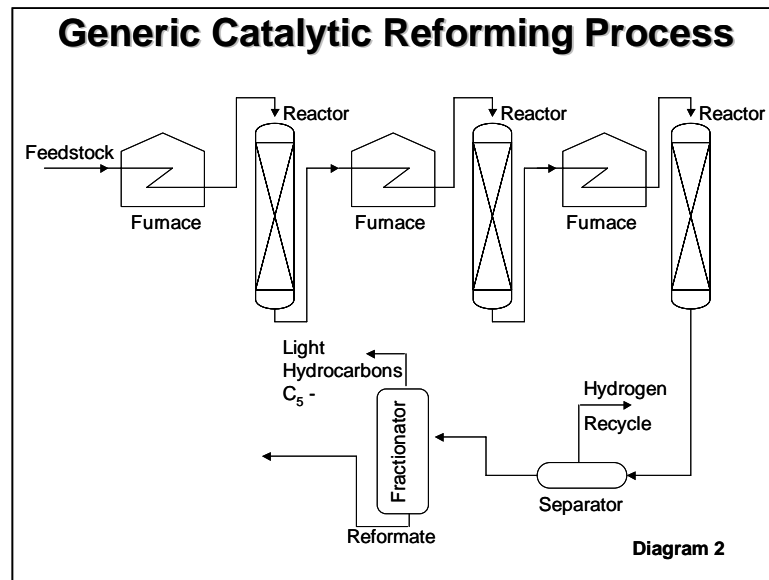 Generic Catalytic Reforming Process
Reactor
Reactor
Reactor
Feedstock
Furnace
Furnace
Furnace
Light
Hydrocarbons
C₅ -
Fractionator
Hydrogen
Recycle
Separator
Reformate
Diagram 2